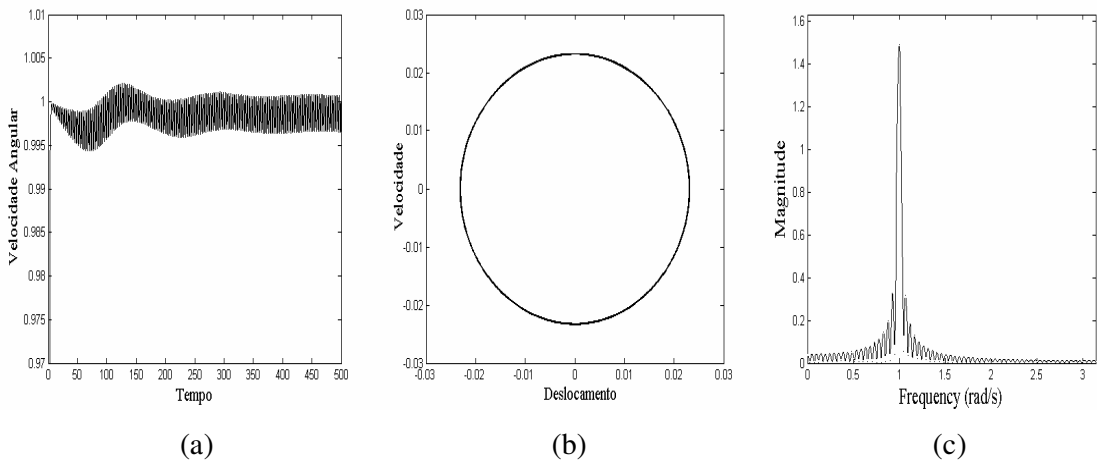 1.01
1.005
1
0.995
0.99
0.985
0.98
0.975
0.97
Velocidade Angular
0 50 100 150 200 250 300 350 400 450 500
Tempo
(a)
0.03
0.02
0.01
0
-0.01
-0.02
-0.03
Velocidade
-0.03 -0.02 -0.01 0 0.01 0.02 0.03
Deslocamento
(b)
1.6
1.4
1.2
1
0.8
0.6
0.4
0.2
0
Magnitude
0 0.5 1 1.5 2 2.5 3
Frequency (rad/s)
(c)